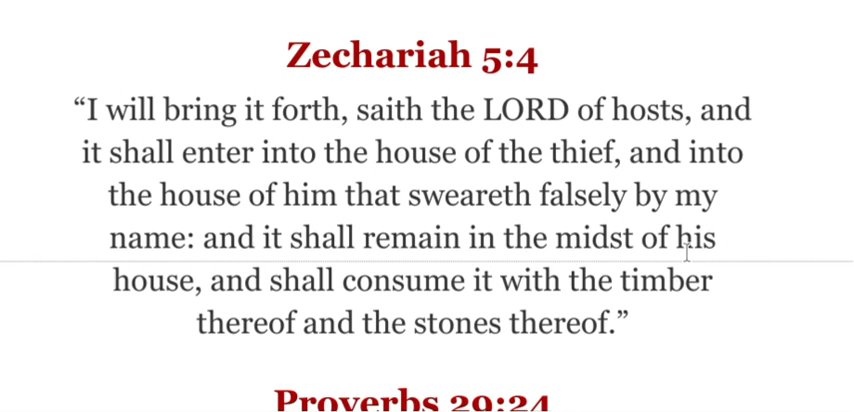 Zechariah 5:4
“I will bring it forth, saith the LORD of hosts, and
it shall enter into the house of the thief, and into
the house of him that sweareth falsely by my
name: and it shall remain in the midst of his
house, and shall consume it with the timber
thereof and the stones thereof.”
Proverbs 29:24